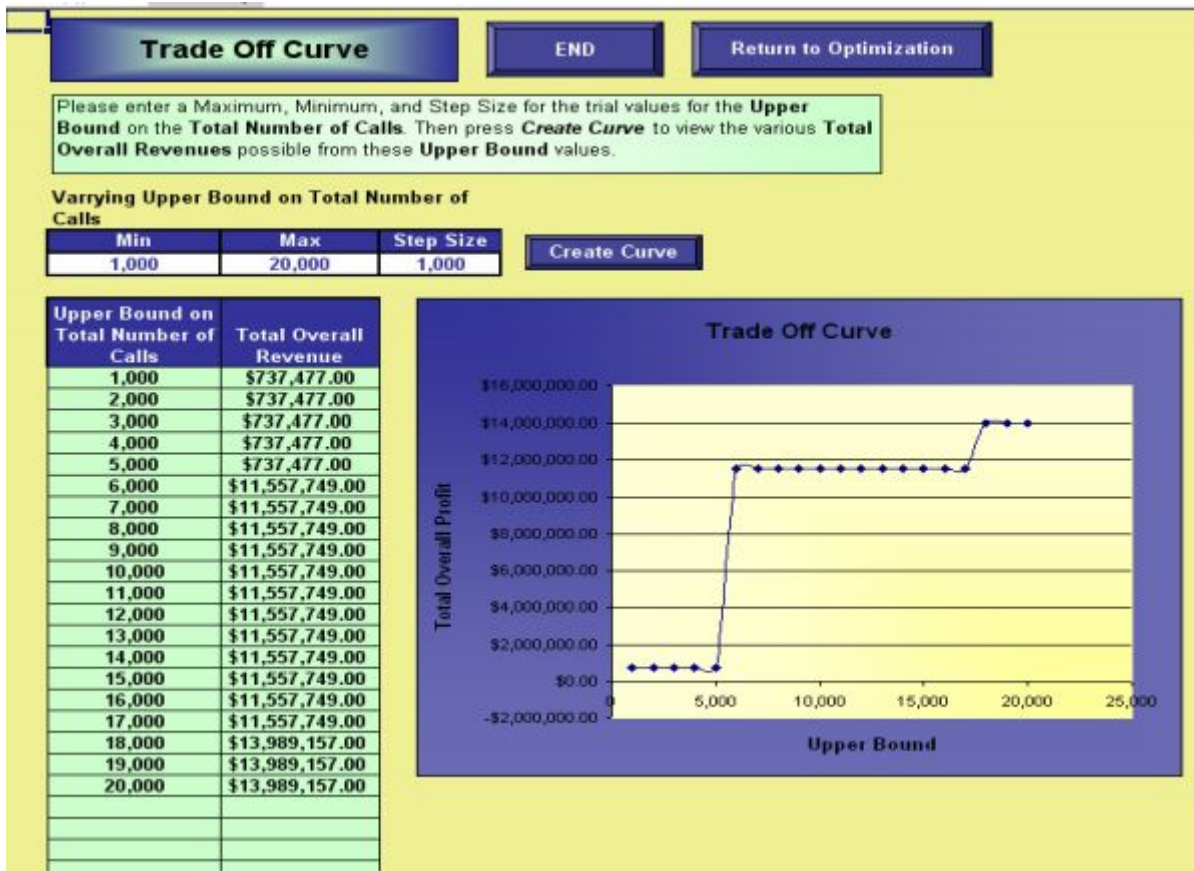 Trade Off Curve
END
Return to Optimization
Please enter a Maximum, Minimum, and Step Size for the trial values for the Upper
Bound on the Total Number of Calls. Then press Create Curve to view the various Total
Overall Revenues possible from these Upper Bound values.
Varrying Upper Bound on Total Number of
Calls
Min Max Step Size
1,000 20,000 1,000
Create Curve
Upper Bound on
Total Number of
Calls
Total Overall
Revenue
1,000 $737,477.00
2,000 $737,477.00
3,000 $737,477.00
4,000 $737,477.00
5,000 $737,477.00
6,000 $11,557,749.00
7,000 $11,557,749.00
8,000 $11,557,749.00
9,000 $11,557,749.00
10,000 $11,557,749.00
11,000 $11,557,749.00
12,000 $11,557,749.00
13,000 $11,557,749.00
14,000 $11,557,749.00
15,000 $11,557,749.00
16,000 $11,557,749.00
17,000 $11,557,749.00
18,000 $13,989,157.00
19,000 $13,989,157.00
20,000 $13,989,157.00
Trade Off Curve
Total Overall Profit
$16,000,000.00
$14,000,000.00
$12,000,000.00
$10,000,000.00
$8,000,000.00
$6,000,000.00
$4,000,000.00
$2,000,000.00
$0.00
-$2,000,000.00
0 5,000 10,000 15,000 20,000 25,000
Upper Bound